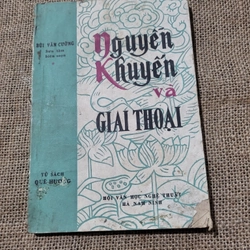 BÙI VĂN CƯỜNG
Nguyễn
Khuyến
và
GIAI THOẠI
TỦ SÁCH
QUÊ HƯƠNG
HỘI VĂN HỌC NGHỆ THUẬT
HÀ NAM NINH